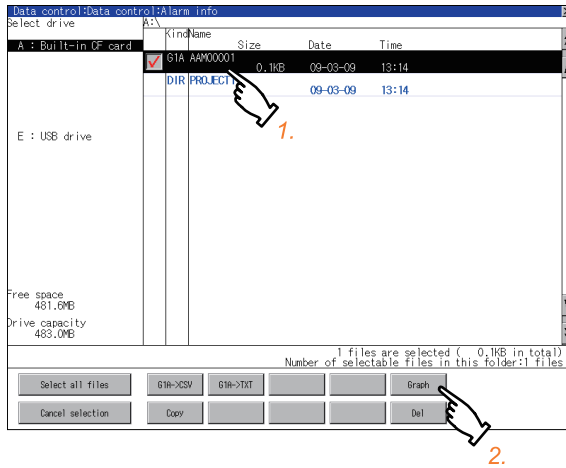 Data control:Data control:Alarm info
Select drive
A:\
Kind Name
Size Date Time
A : Built-in CF card
G1A AAM00001
0.1KB 09-03-09 13:14
DIR PROJECT1
09-03-09 13:14
1.
E : USB drive
Free space
481.6MB
Drive capacity
483.0MB
1 files are selected ( 0.1KB in total)
Number of selectable files in this folder:1 files
Select all files G1A->CSV G1A->TXT Graph
Cancel selection Copy Del
2.